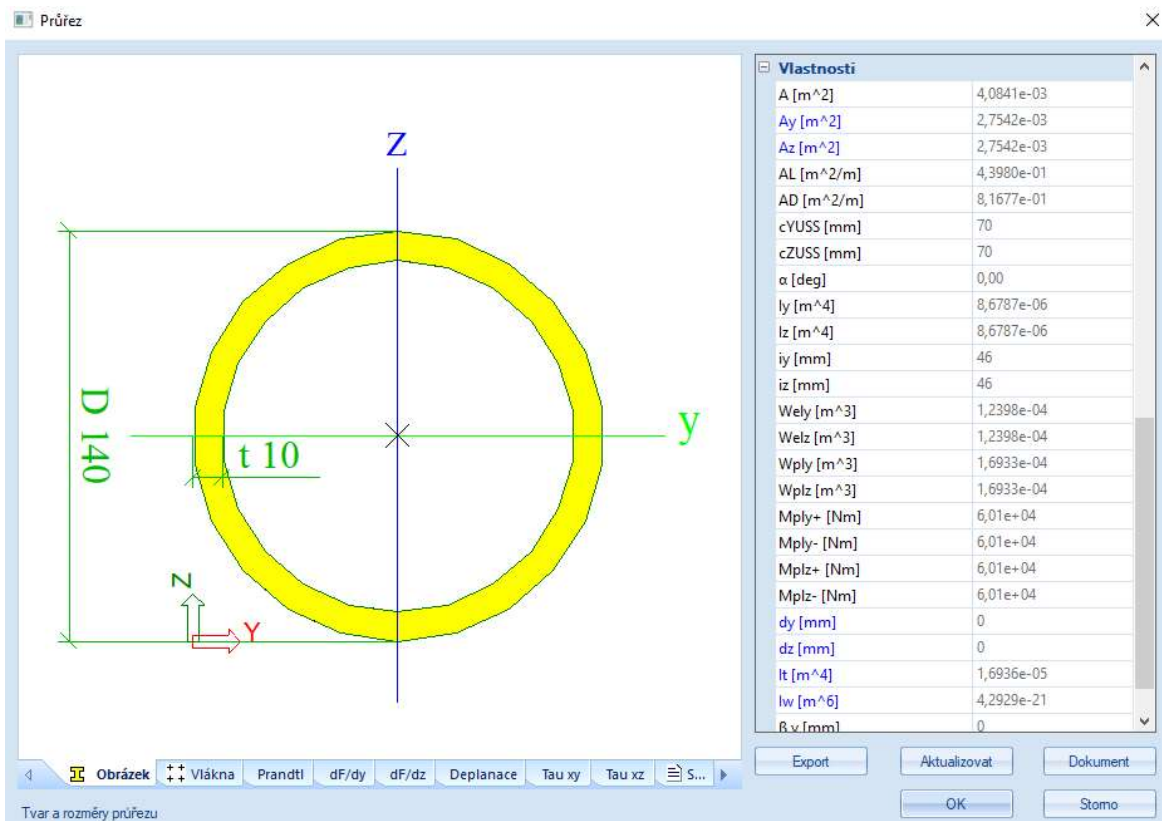 Průřez
Z
D 140
t 10
y
Z
Y
Vlastnosti
A [m^2] 4,0841e-03
Ay [m^2] 2,7542e-03
Az [m^2] 2,7542e-03
AL [m^2/m] 4,3980e-01
AD [m^2/m] 8,1677e-01
cYUSS [mm] 70
cZUSS [mm] 70
α [deg] 0,00
Iy [m^4] 8,6787e-06
Iz [m^4] 8,6787e-06
iy [mm] 46
iz [mm] 46
Wely [m^3] 1,2398e-04
Welz [m^3] 1,2398e-04
Wply [m^3] 1,6933e-04
Wplz [m^3] 1,6933e-04
Mply+ [Nm] 6,01e+04
Mply- [Nm] 6,01e+04
Mplz+ [Nm] 6,01e+04
Mplz- [Nm] 6,01e+04
dy [mm] 0
dz [mm] 0
It [m^4] 1,6936e-05
Iw [m^6] 4,2929e-21
β y [mm] 0
Obrázek Vlákna Prandtl dF/dy dF/dz Deplanace Tau xy Tau xz S...
Export Aktualizovat Dokument
OK Storno
Tvar a rozměry průřezu